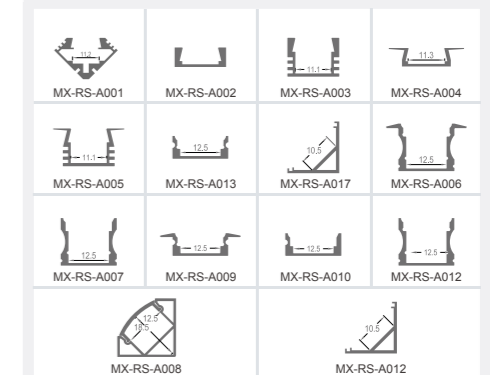 11.2
11.1
11.3
MX-RS-A001
MX-RS-A002
MX-RS-A003
MX-RS-A004
11.1
12.5
10.5
12.5
MX-RS-A005
MX-RS-A013
MX-RS-A017
MX-RS-A006
12.5
12.5
12.5
12.5
MX-RS-A007
MX-RS-A009
MX-RS-A010
MX-RS-A012
12.5
18.5
10.5
MX-RS-A008
MX-RS-A012